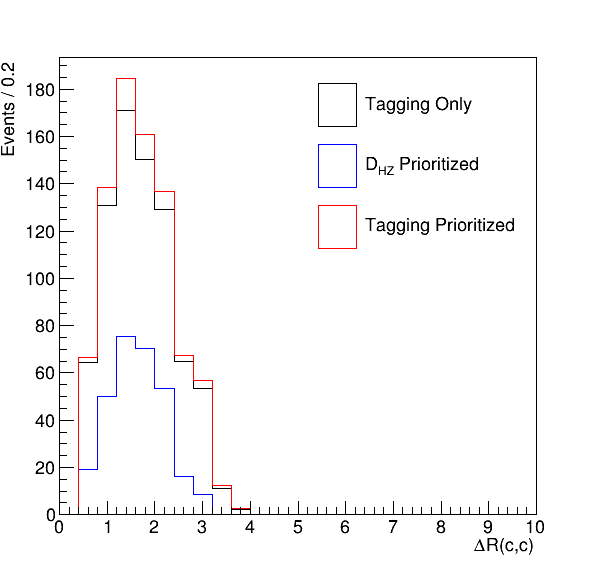 Events / 0.2
180
160
140
120
100
80
60
40
20
0
Tagging Only
D_HZ Prioritized
Tagging Prioritized
0 1 2 3 4 5 6 7 8 9 10
ΔR(c,c)